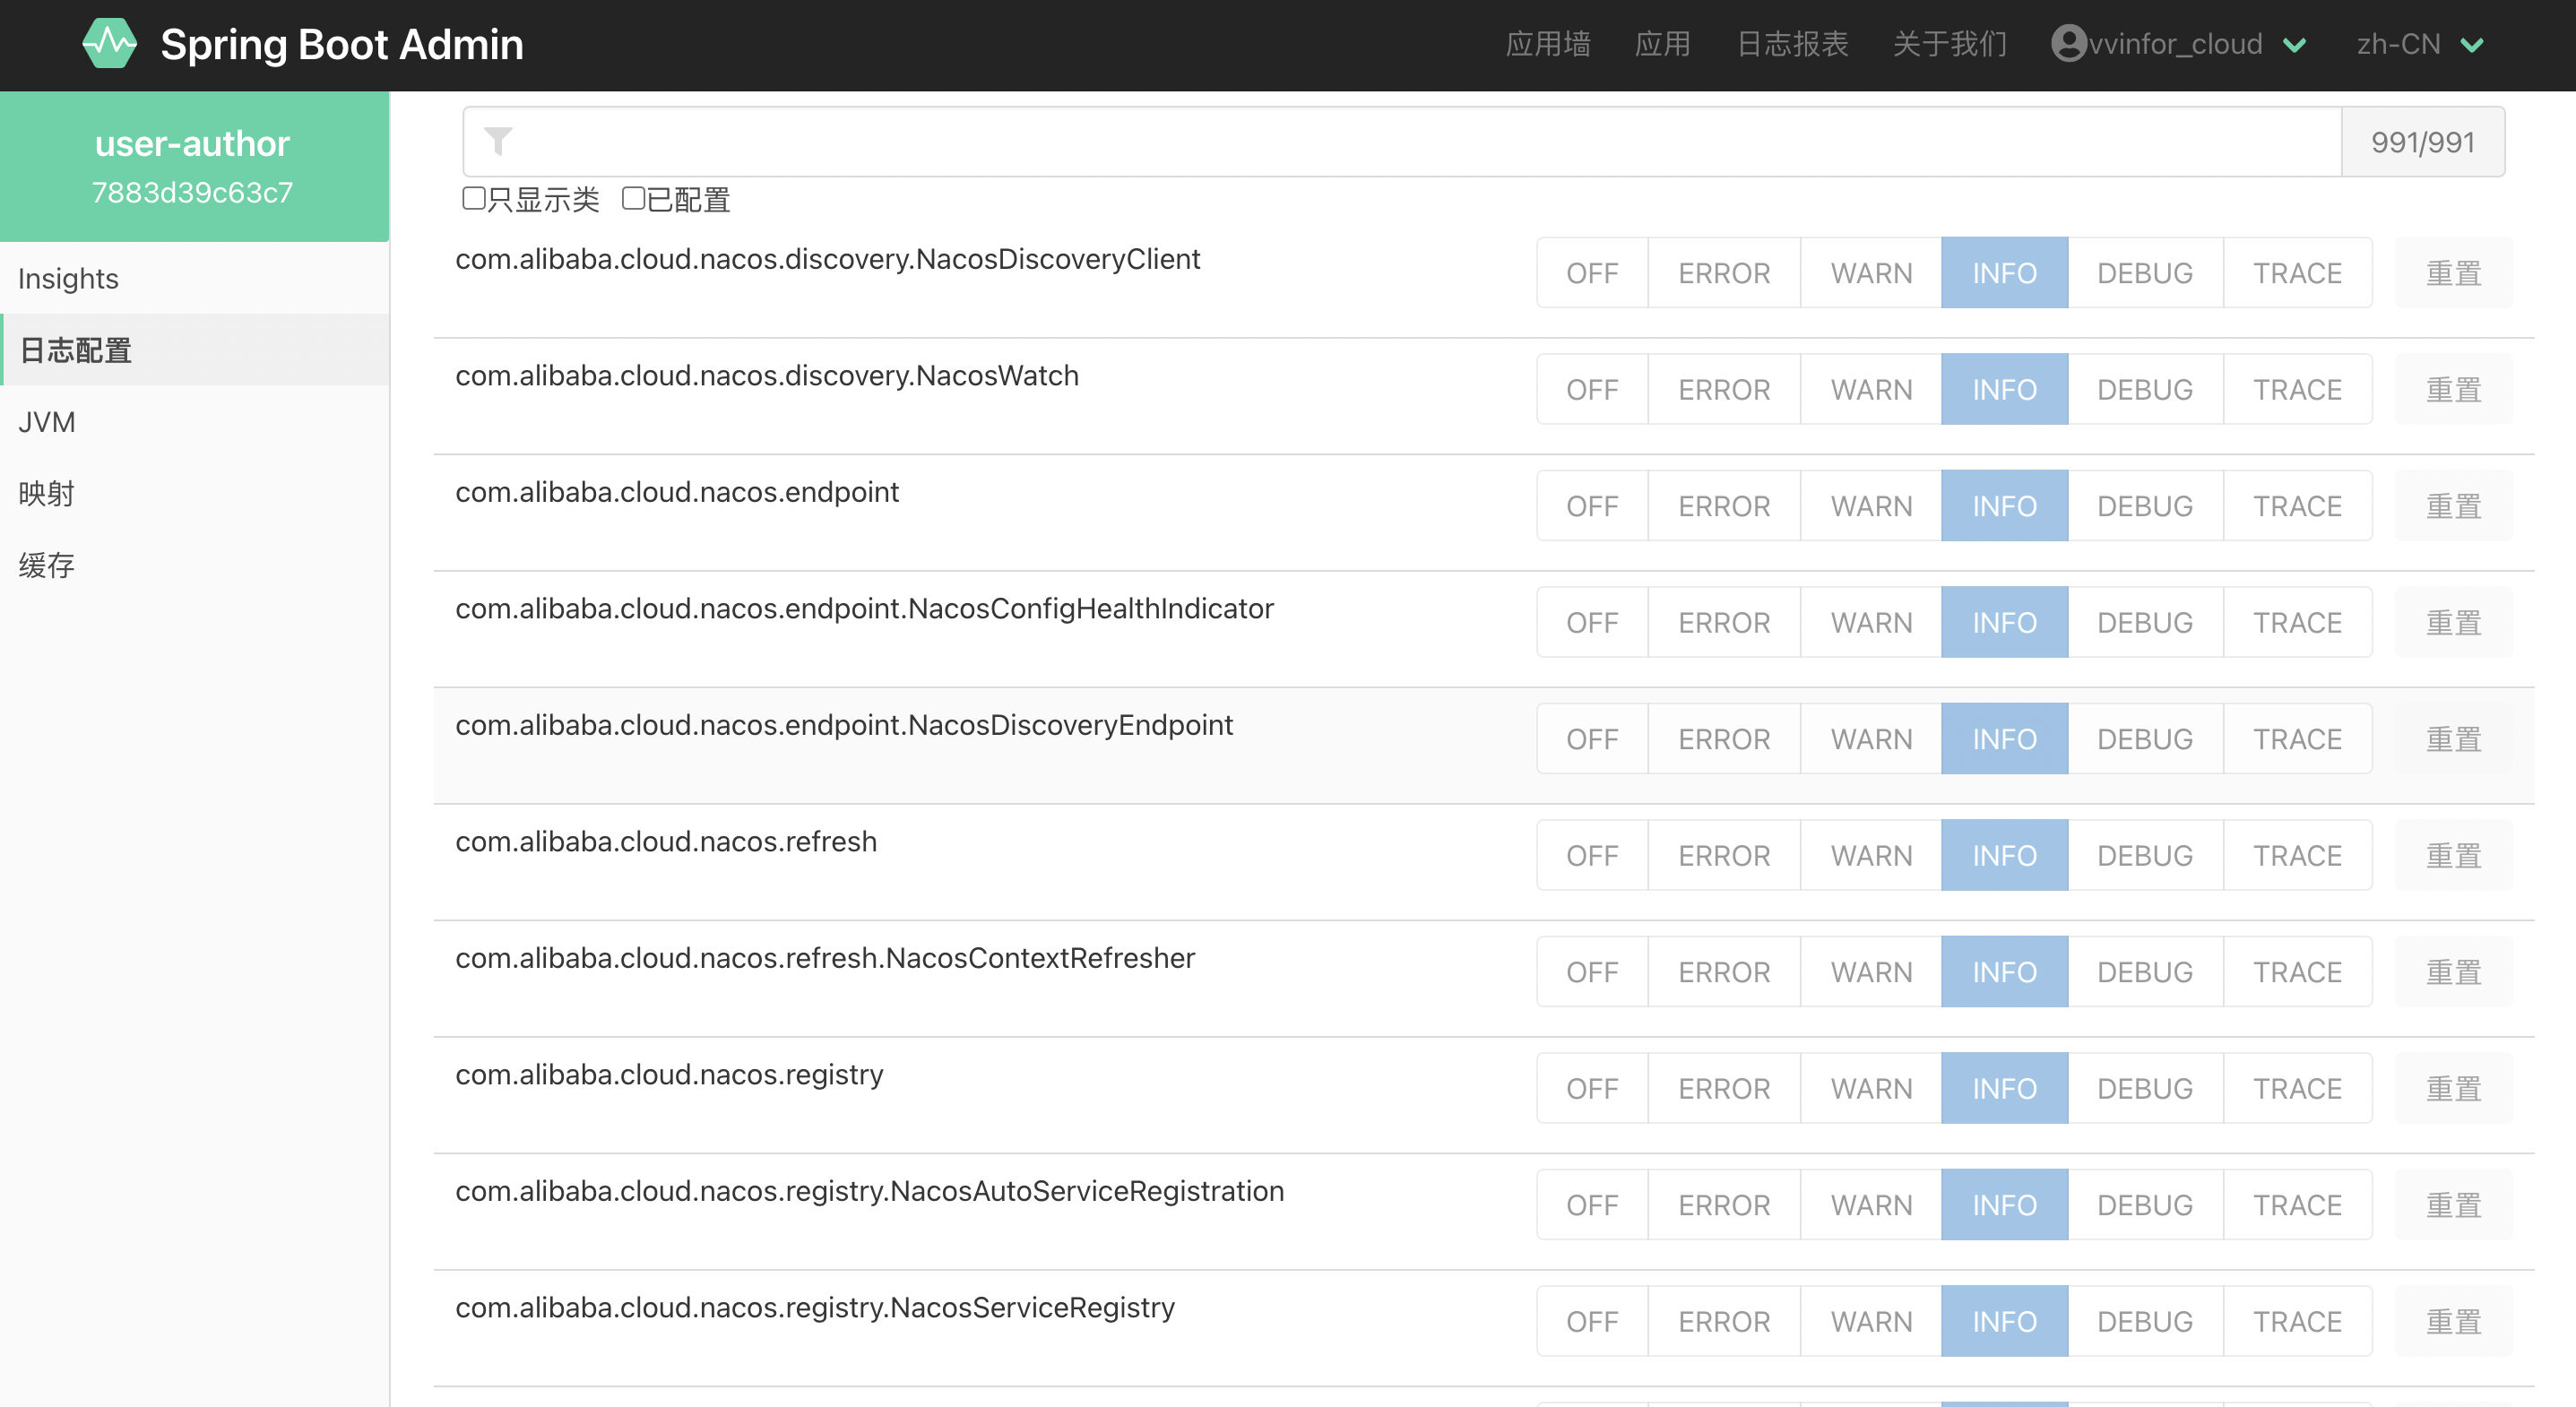 Spring Boot Admin 应用墙 应用 日志报表 关于我们 vvinfor_cloud zh-CN
user-author
7883d39c63c7
Insights
日志配置
JVM
映射
缓存
991/991
只显示类 已配置
com.alibaba.cloud.nacos.discovery.NacosDiscoveryClient OFF ERROR WARN INFO DEBUG TRACE 重置
com.alibaba.cloud.nacos.discovery.NacosWatch OFF ERROR WARN INFO DEBUG TRACE 重置
com.alibaba.cloud.nacos.endpoint OFF ERROR WARN INFO DEBUG TRACE 重置
com.alibaba.cloud.nacos.endpoint.NacosConfigHealthIndicator OFF ERROR WARN INFO DEBUG TRACE 重置
com.alibaba.cloud.nacos.endpoint.NacosDiscoveryEndpoint OFF ERROR WARN INFO DEBUG TRACE 重置
com.alibaba.cloud.nacos.refresh OFF ERROR WARN INFO DEBUG TRACE 重置
com.alibaba.cloud.nacos.refresh.NacosContextRefresher OFF ERROR WARN INFO DEBUG TRACE 重置
com.alibaba.cloud.nacos.registry OFF ERROR WARN INFO DEBUG TRACE 重置
com.alibaba.cloud.nacos.registry.NacosAutoServiceRegistration OFF ERROR WARN INFO DEBUG TRACE 重置
com.alibaba.cloud.nacos.registry.NacosServiceRegistry OFF ERROR WARN INFO DEBUG TRACE 重置